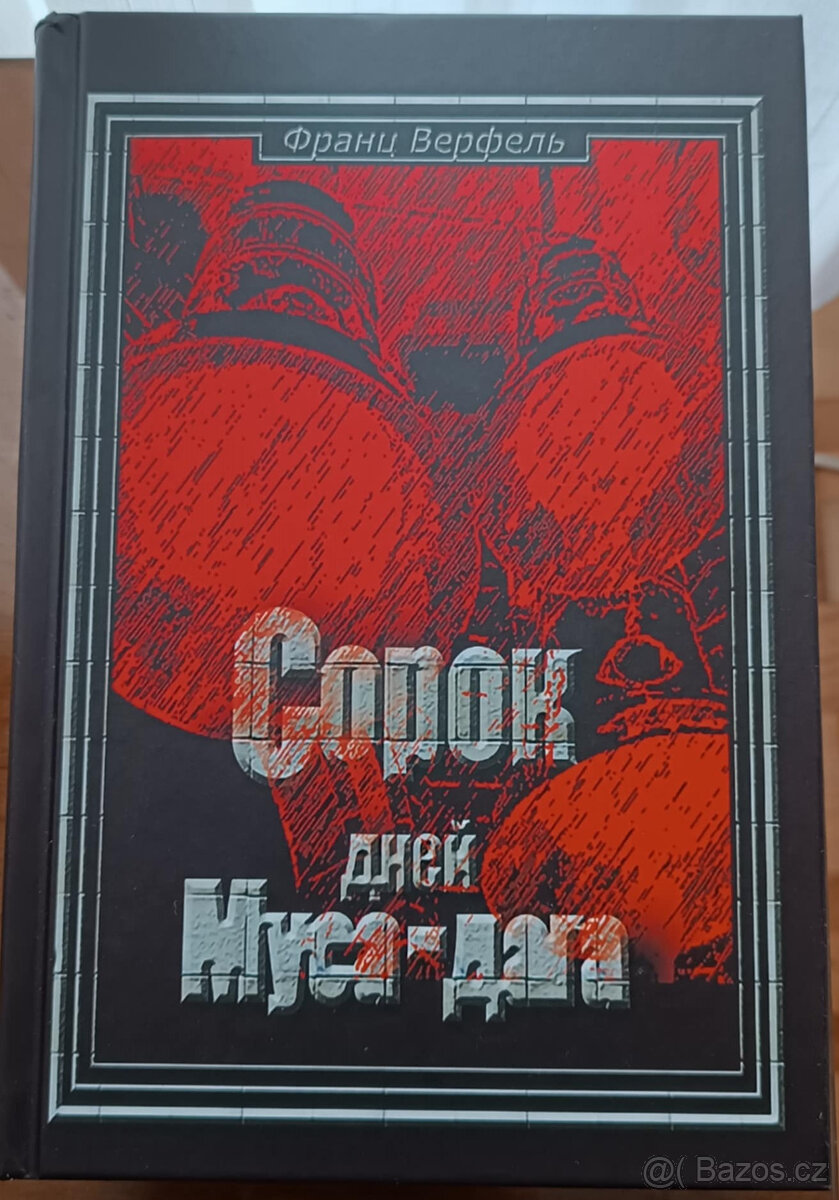 Франц Верфель
Сорок
дней
Муса-дага
@( Bazos.cz